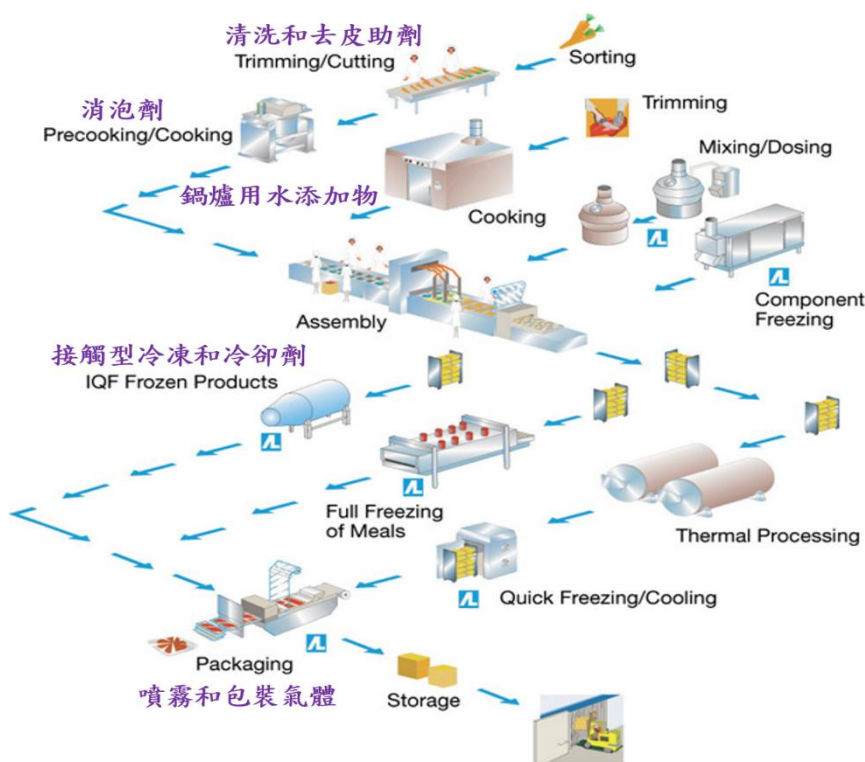 清洗和去皮助劑
Trimming/Cutting
Sorting
消泡劑
Precooking/Cooking
Trimming
Mixing/Dosing
鍋爐用水添加物
Cooking
Component
Freezing
Assembly
接觸型冷凍和冷卻劑
IQF Frozen Products
Full Freezing
of Meals
Thermal Processing
Quick Freezing/Cooling
Packaging
噴霧和包裝氣體
Storage